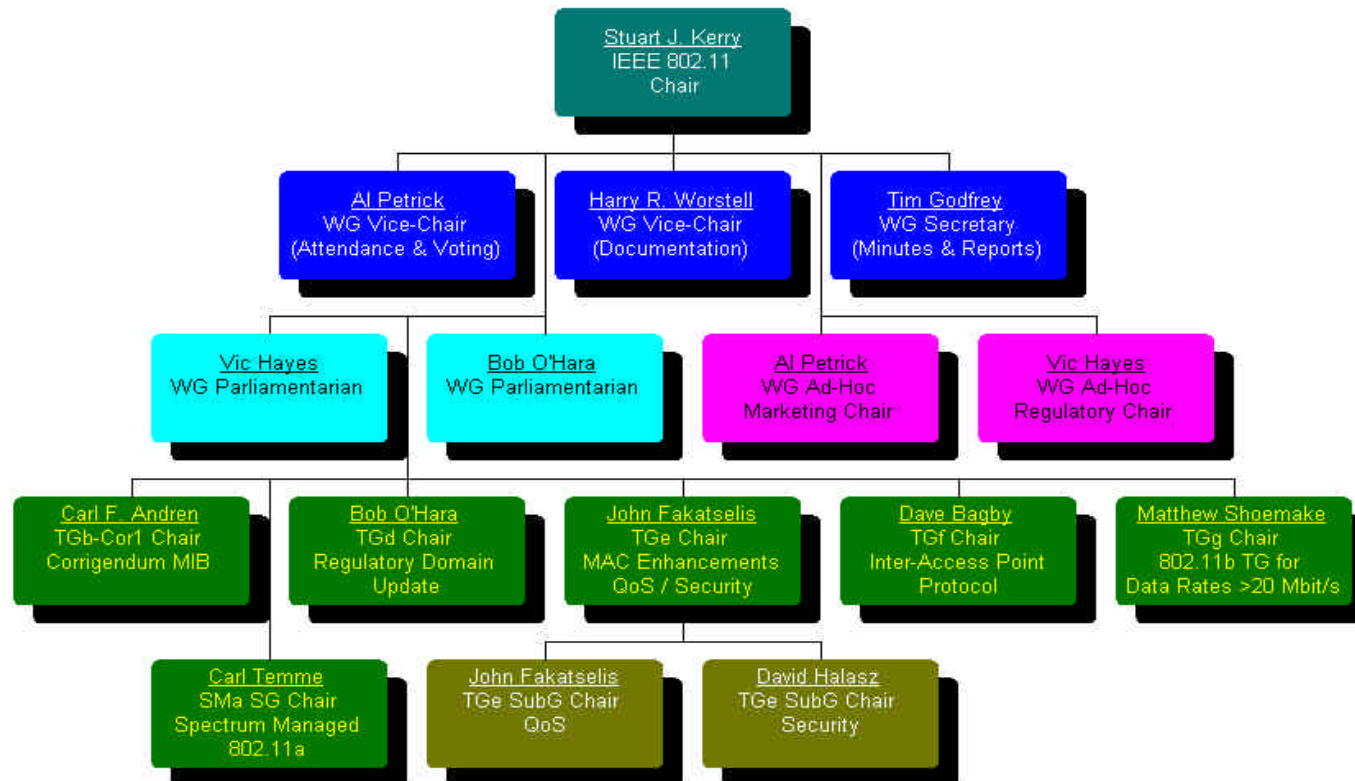 Stuart J. Kerry
IEEE 802.11
Chair
Al Petrick
WG Vice-Chair
(Attendance & Voting)
Harry R. Worstell
WG Vice-Chair
(Documentation)
Tim Godfrey
WG Secretary
(Minutes & Reports)
Vic Hayes
WG Parliamentarian
Bob O'Hara
WG Parliamentarian
Al Petrick
WG Ad-Hoc
Marketing Chair
Vic Hayes
WG Ad-Hoc
Regulatory Chair
Carl F. Andren
TGb-Cor1 Chair
Corrigendum MIB
Bob O'Hara
TGd Chair
Regulatory Domain
Update
John Fakatselis
TGe Chair
MAC Enhancements
QoS / Security
Dave Bagby
TGf Chair
Inter-Access Point
Protocol
Matthew Shoemake
TGg Chair
802.11b TG for
Data Rates >20 Mbit/s
Carl Temme
SMa SG Chair
Spectrum Managed
802.11a
John Fakatselis
TGe SubG Chair
QoS
David Halasz
TGe SubG Chair
Security